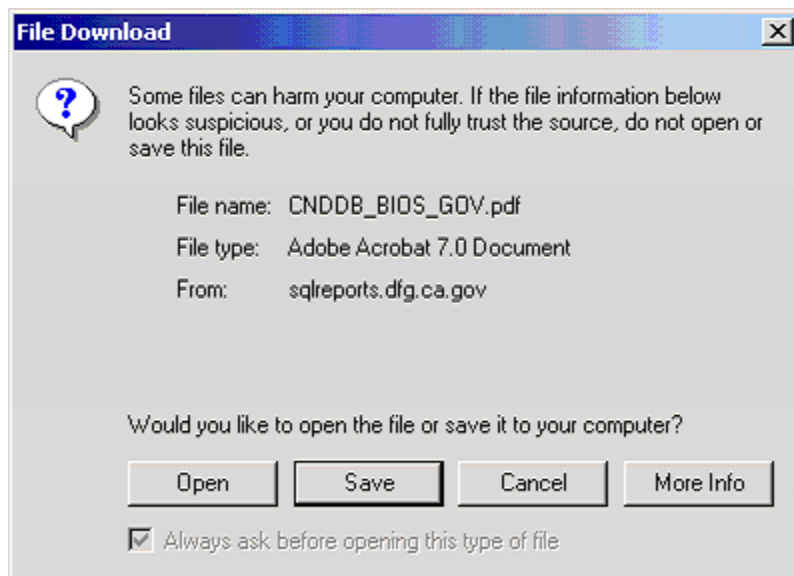 File Download
?
Some files can harm your computer. If the file information below
looks suspicious, or you do not fully trust the source, do not open or
save this file.
File name: CNDDB_BIOS_GOV.pdf
File type: Adobe Acrobat 7.0 Document
From: sqlreports.dfg.ca.gov
Would you like to open the file or save it to your computer?
Open Save Cancel More Info
Always ask before opening this type of file